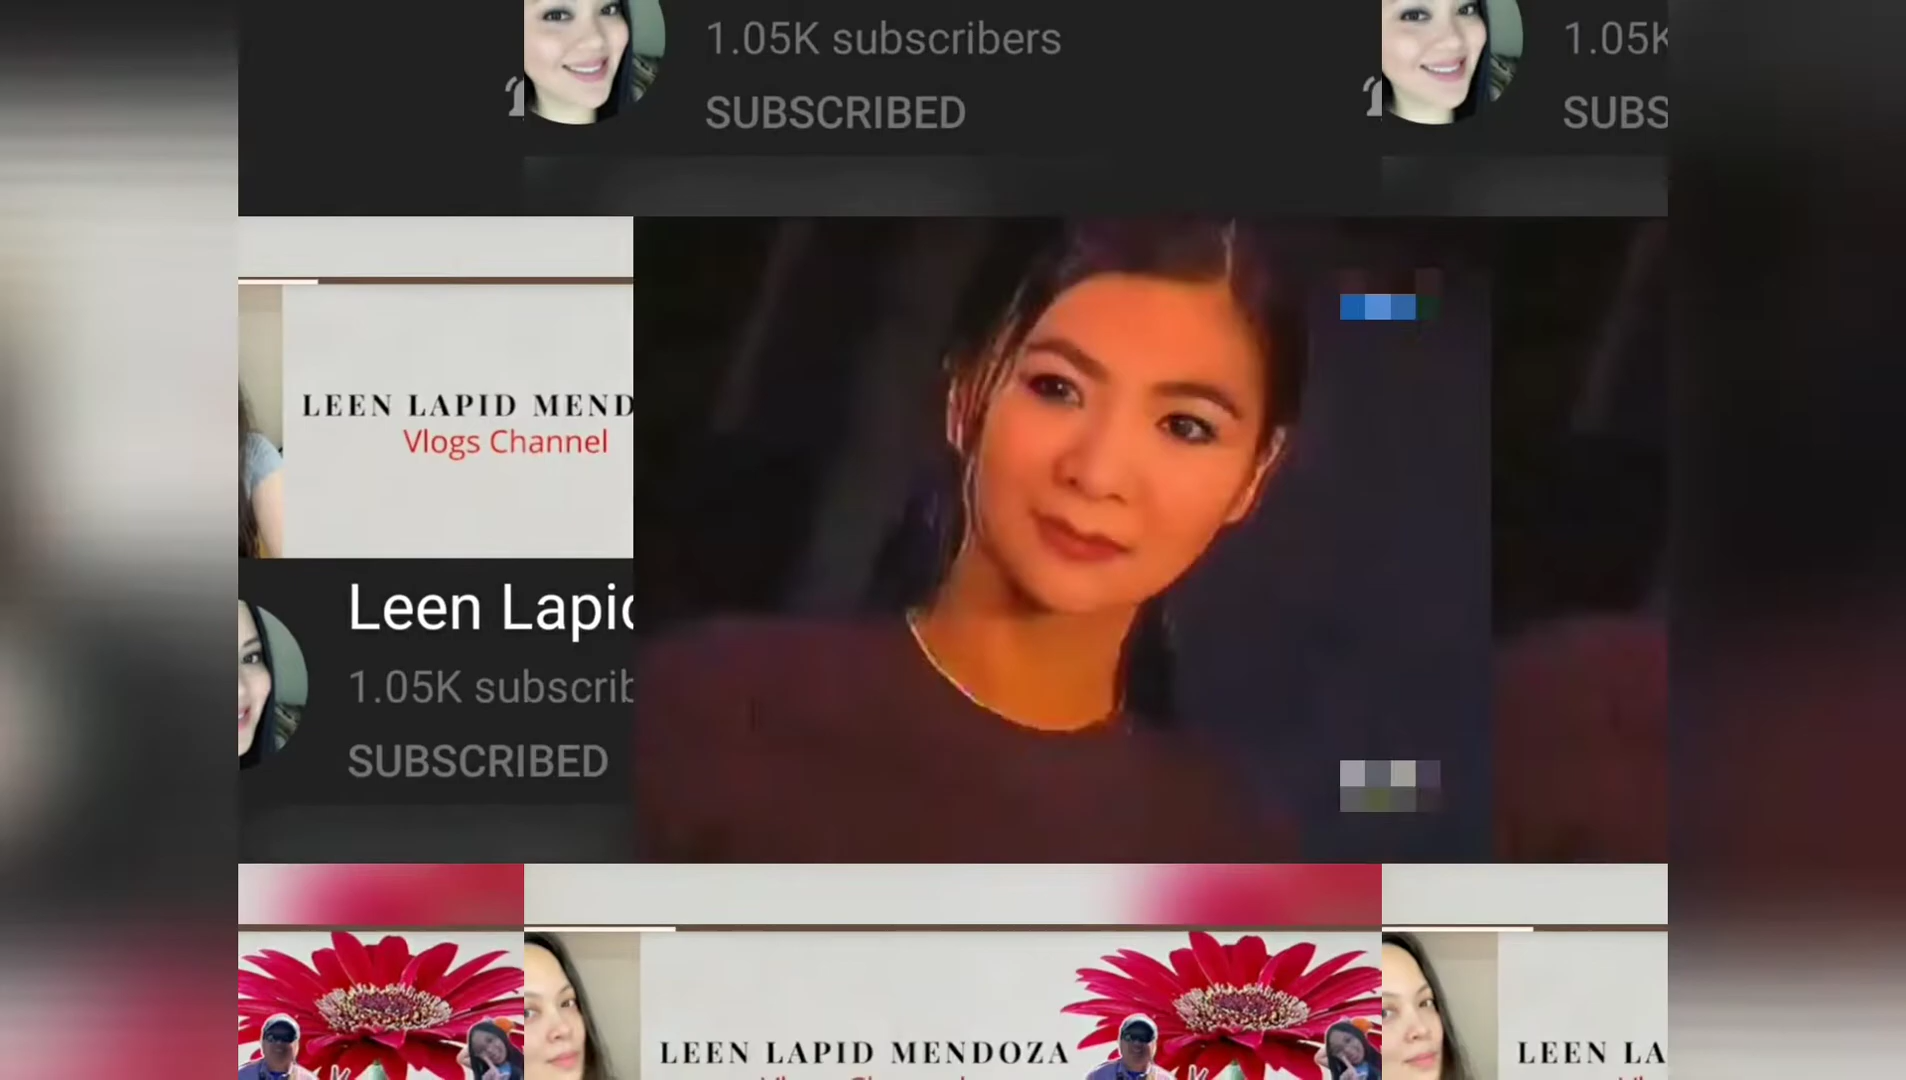 1.05K subscribers
SUBSCRIBED
1.05K
SUBS
LEEN LAPID MEND
Vlogs Channel
Leen Lapid
1.05K subscrib
SUBSCRIBED
LEEN LAPID MENDOZA
LEEN LA